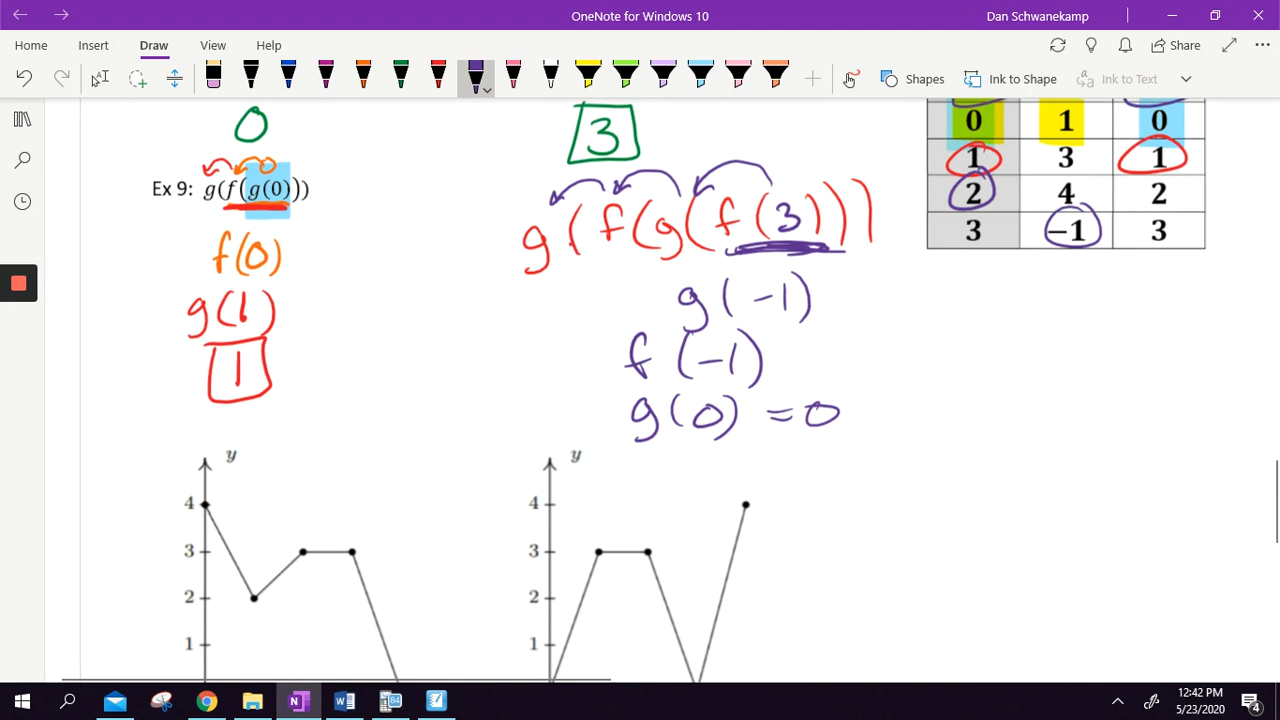 OneNote for Windows 10
Dan Schwanekamp
Home Insert Draw View Help
Share
Shapes
Ink to Shape
Ink to Text
0
3
Ex 9: g(f(g(0)))
f(0)
g(1)
1
g(f(g(f(3))))
g(-1)
f(-1)
g(0) = 0
0 1 0
1 3 1
2 4 2
3 −1 3
y
4
3
2
1
y
4
3
2
1
12:42 PM
5/23/2020
4